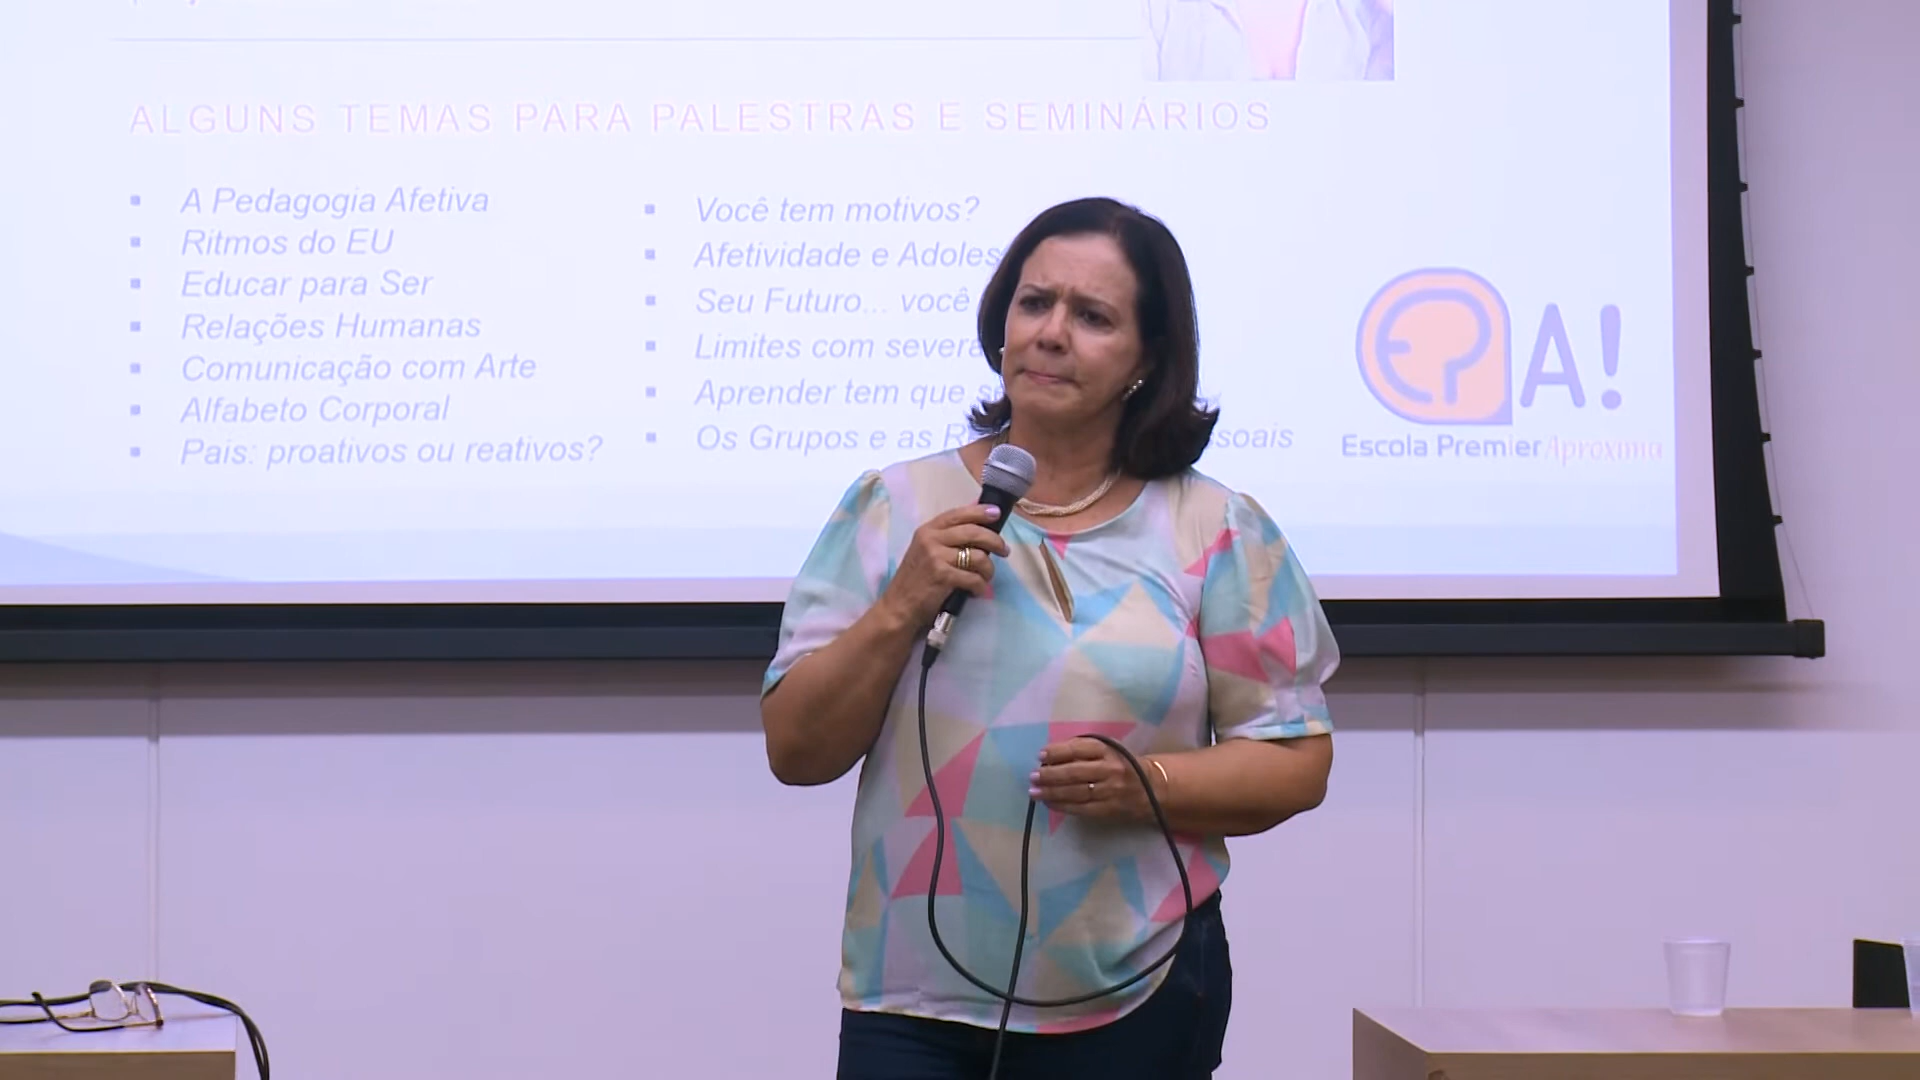 ALGUNS TEMAS PARA PALESTRAS E SEMINÁRIOS
A Pedagogia Afetiva
Ritmos do EU
Educar para Ser
Relações Humanas
Comunicação com Arte
Alfabeto Corporal
Pais: proativos ou reativos?
Você tem motivos?
Afetividade e Adoles
Seu Futuro... você
Limites com severa
Aprender tem que s
Os Grupos e as R ssoais
EP A!
Escola Premier Aproxima